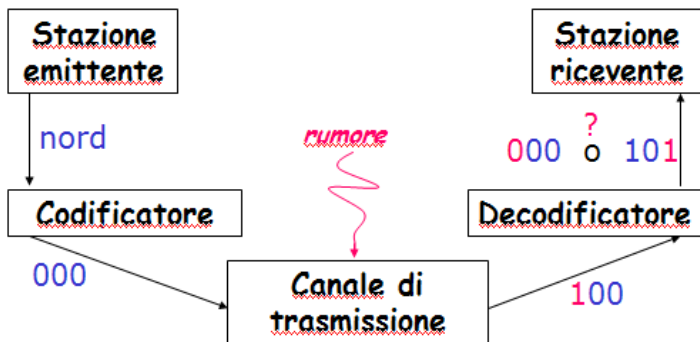 Stazione
emittente
Stazione
ricevente
nord
rumore
?
000 o 101
Codificatore
Decodificatore
000
Canale di
trasmissione
100